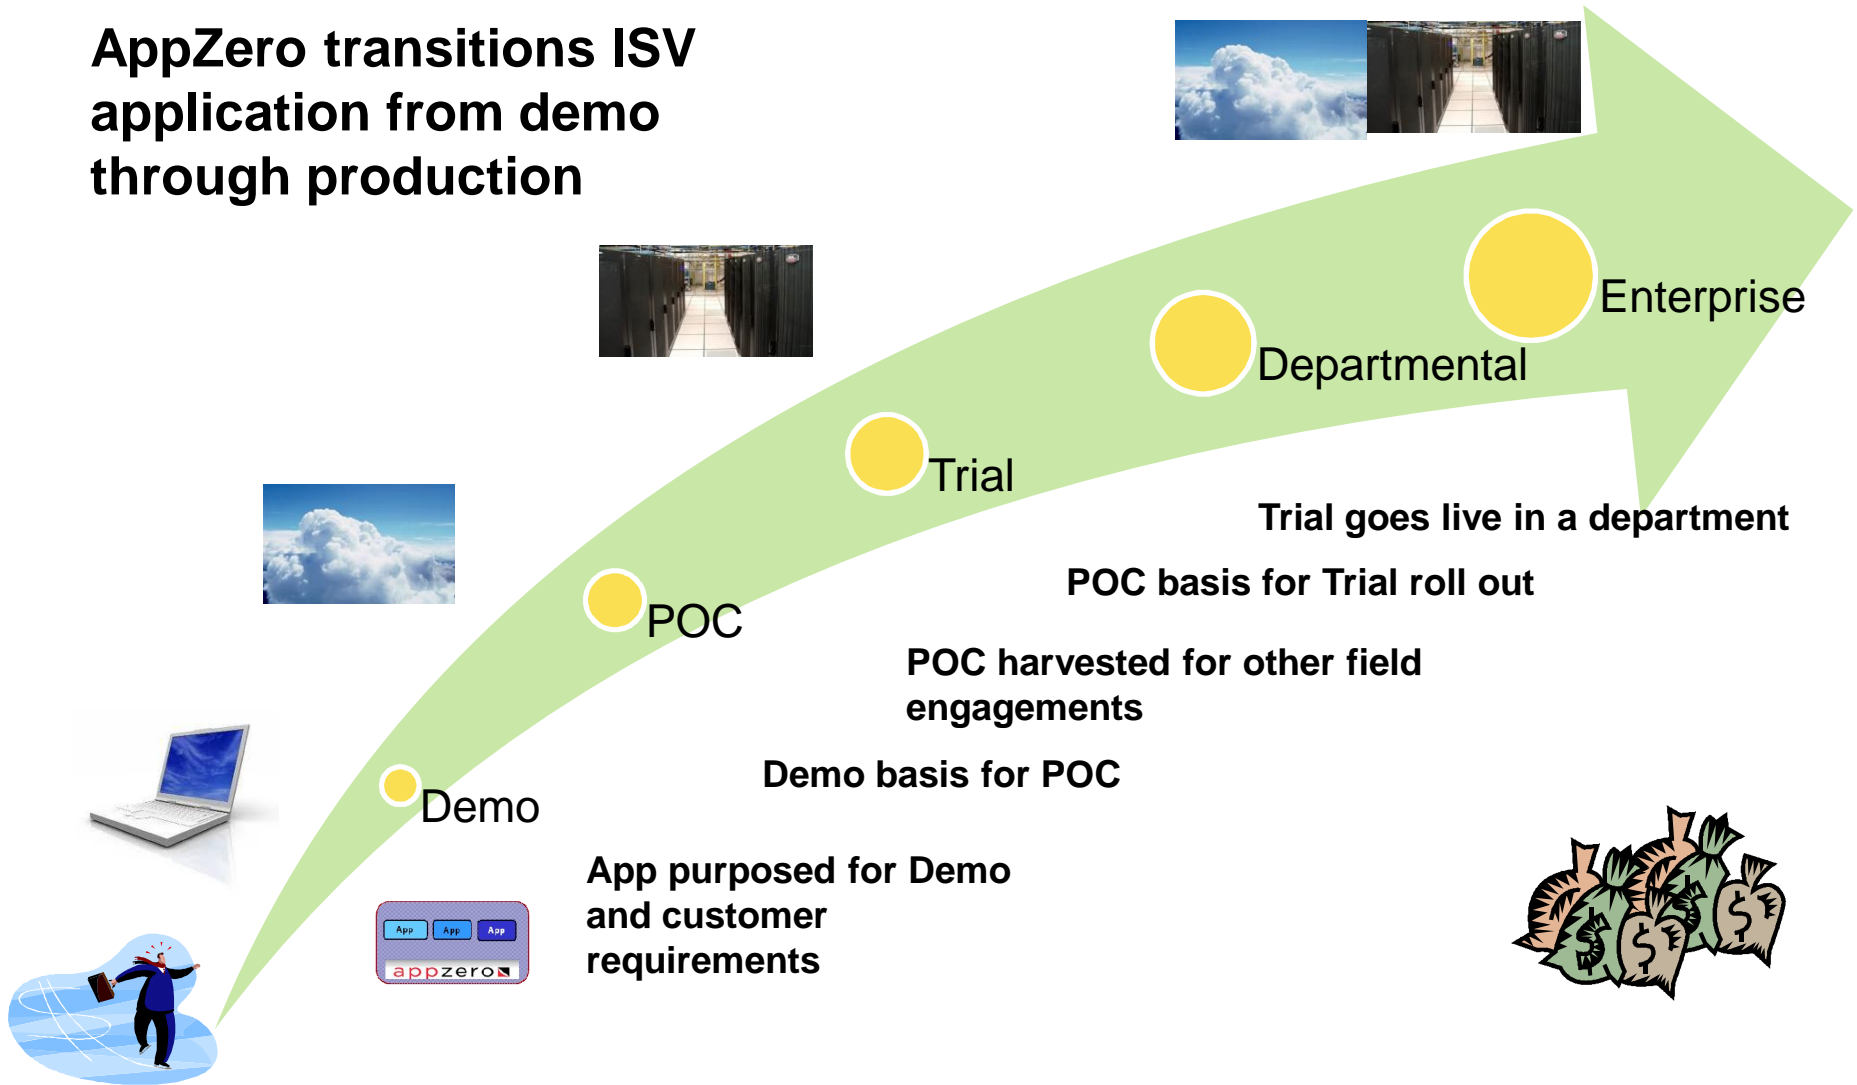 AppZero transitions ISV
application from demo
through production
Enterprise
Departmental
Trial
POC
Demo
Trial goes live in a department
POC basis for Trial roll out
POC harvested for other field
engagements
Demo basis for POC
App purposed for Demo
and customer
requirements
App App App
appzero
$ $ $ $